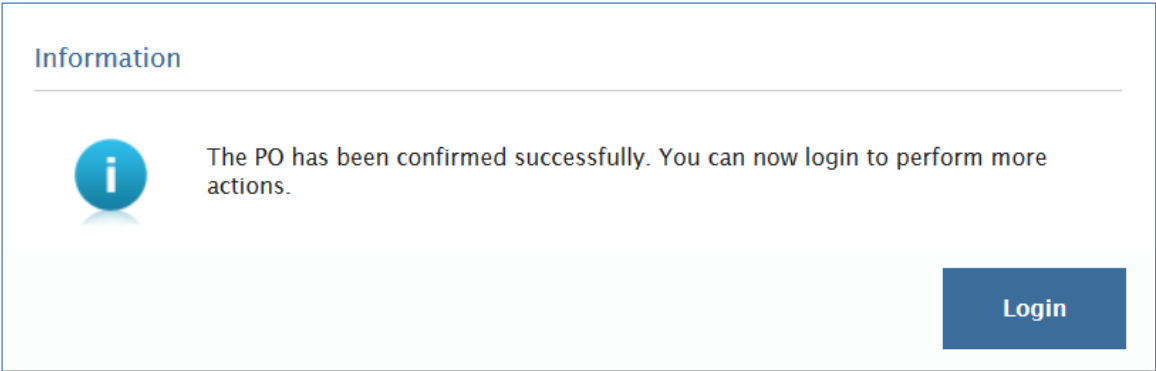 Information
i
The PO has been confirmed successfully. You can now login to perform more
actions.
Login